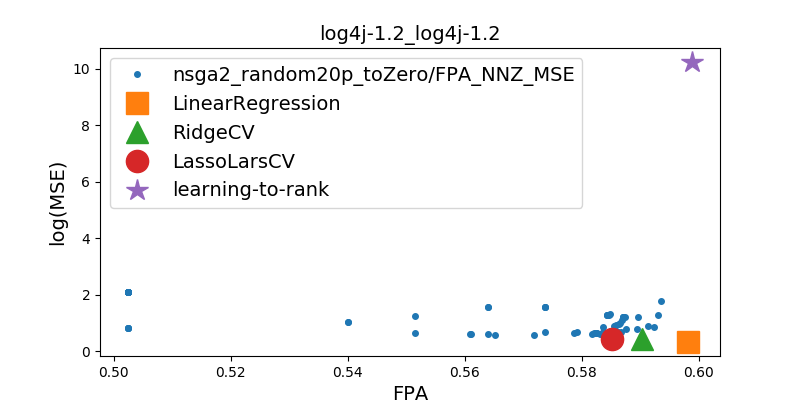 log4j-1.2_log4j-1.2
nsga2_random20p_toZero/FPA_NNZ_MSE
LinearRegression
RidgeCV
LassoLarsCV
learning-to-rank
log(MSE)
10
8
6
4
2
0
0.50 0.52 0.54 0.56 0.58 0.60
FPA